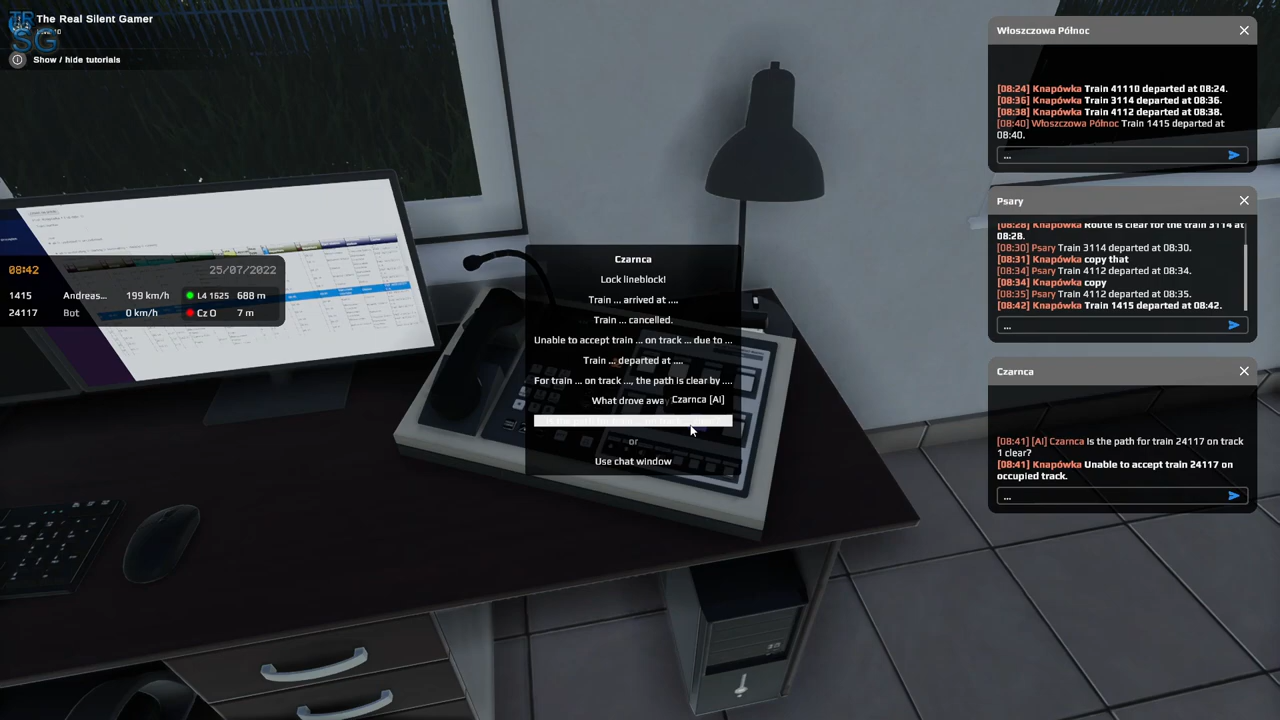 The Real Silent Gamer
Show / hide tutorials
08:42 25/07/2022
1415 Andreas... 199 km/h L4 1625 688 m
24117 Bot 0 km/h Cz O 7 m
Czarnca
Lock lineblock!
Train ... arrived at ....
Train ... cancelled.
Unable to accept train ... on track ... due to ...
Train ... departed at ....
For train ... on track ..., the path is clear by ....
What drove awa
Czarnca [AI]
or
Use chat window
Włoszczowa Północ
[08:24] Knapówka Train 41110 departed at 08:24.
[08:36] Knapówka Train 3114 departed at 08:36.
[08:38] Knapówka Train 4112 departed at 08:38.
[08:40] Włoszczowa Północ Train 1415 departed at
08:40.
...
Psary
[08:28] Knapówka Route is clear for the train 3114 at
08:28.
[08:30] Psary Train 3114 departed at 08:30.
[08:31] Knapówka copy that
[08:34] Psary Train 4112 departed at 08:34.
[08:34] Knapówka copy
[08:35] Psary Train 4112 departed at 08:35.
[08:42] Knapówka Train 1415 departed at 08:42.
...
Czarnca
[08:41] [AI] Czarnca Is the path for train 24117 on track
1 clear?
[08:41] Knapówka Unable to accept train 24117 on
occupied track.
...